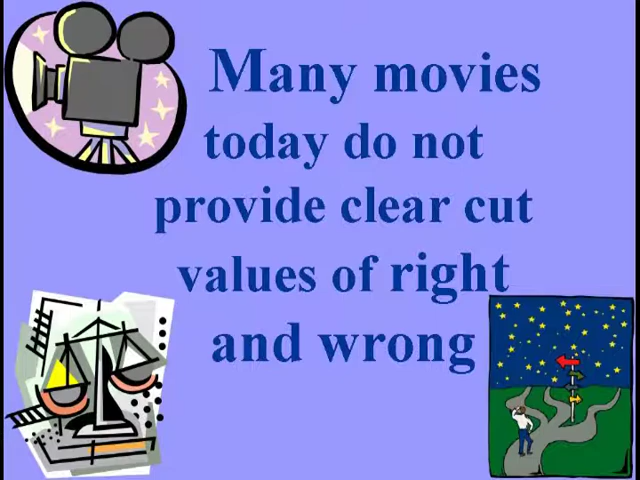 Many movies
today do not
provide clear cut
values of right
and wrong